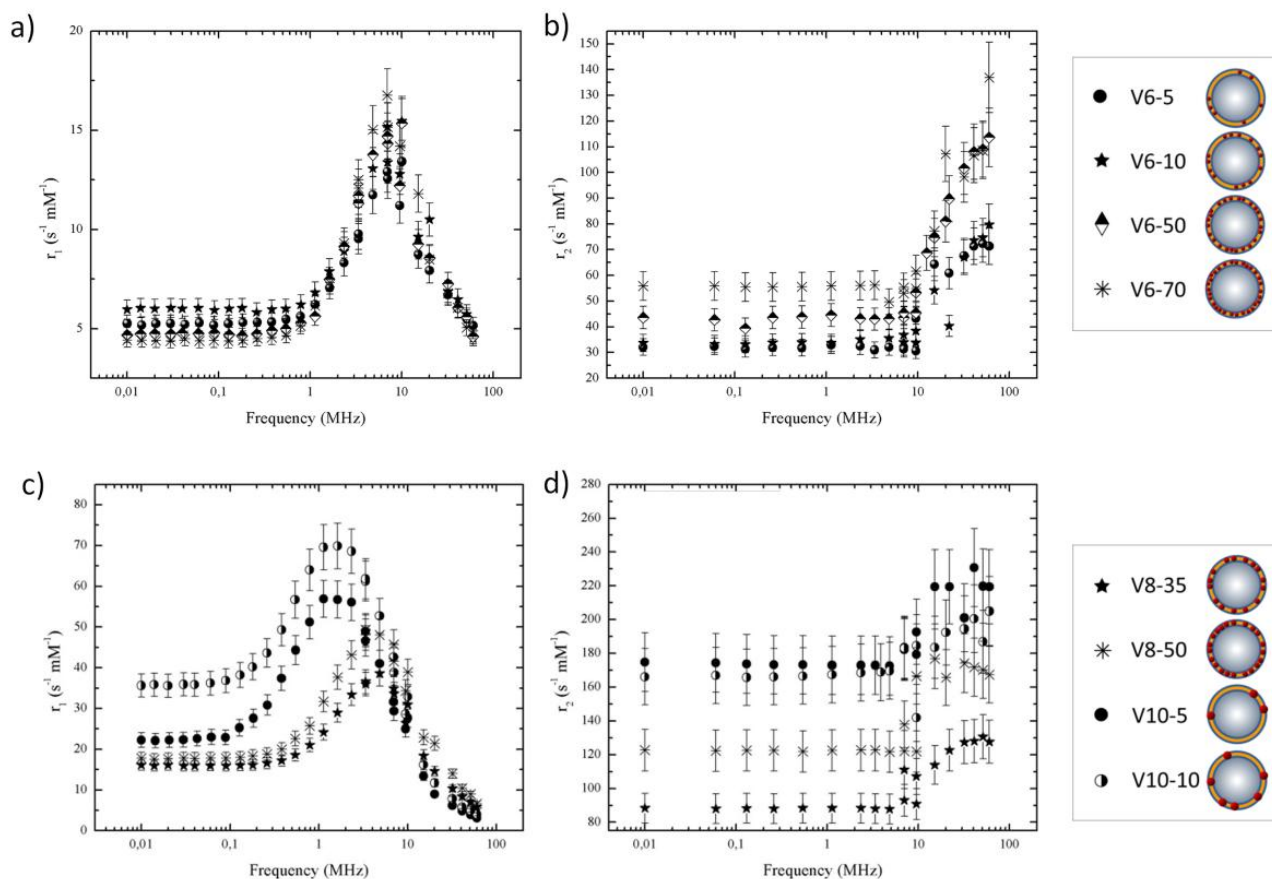 a)
20
15
10
5
r₁ (s⁻¹ mM⁻¹)
0,01 0,1 1 10 100
Frequency (MHz)
b)
150
145
140
130
120
110
100
90
80
70
60
50
40
30
20
r₂ (s⁻¹ mM⁻¹)
0,01 0,1 1 10 100
Frequency (MHz)
V6-5
V6-10
V6-50
V6-70
c)
80
70
60
50
40
30
20
10
0
r₁ (s⁻¹ mM⁻¹)
0,01 0,1 1 10 100
Frequency (MHz)
d)
280
260
240
220
200
180
160
140
120
100
80
r₂ (s⁻¹ mM⁻¹)
0,01 0,1 1 10 100
Frequency (MHz)
V8-35
V8-50
V10-5
V10-10